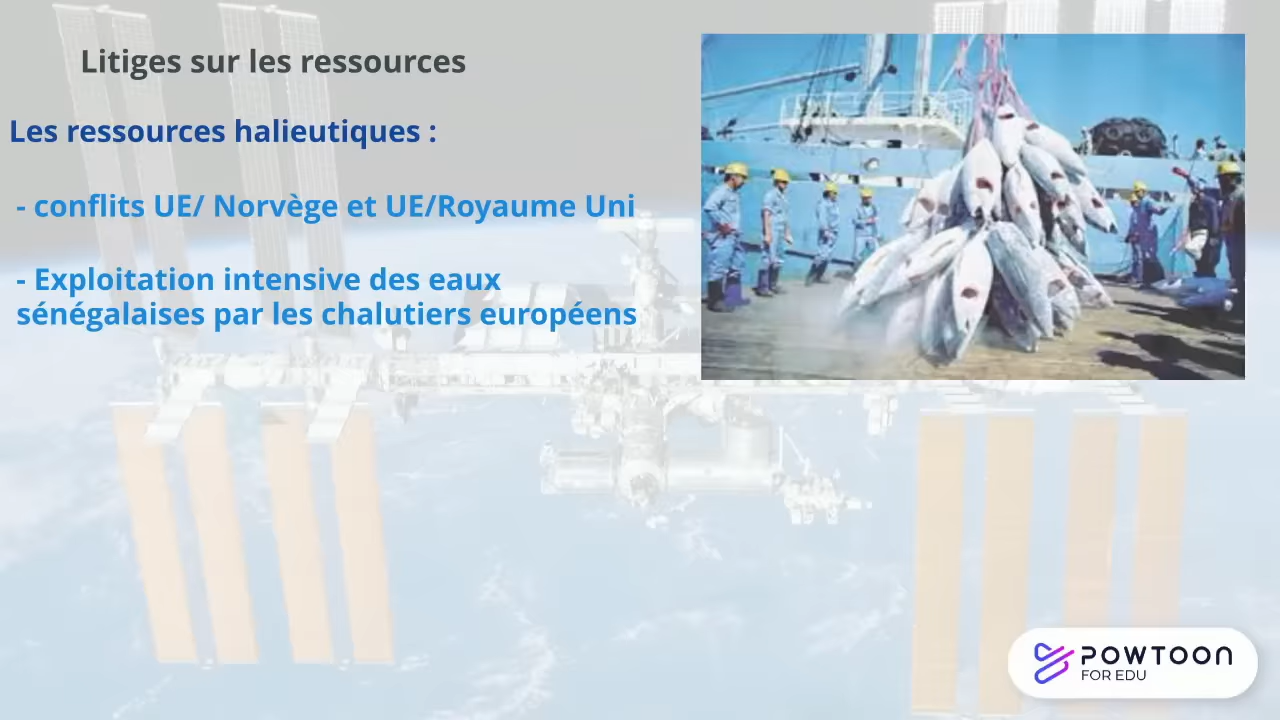 Litiges sur les ressources
Les ressources halieutiques :
- conflits UE/ Norvège et UE/Royaume Uni
- Exploitation intensive des eaux
sénégalaises par les chalutiers européens
POWTOON
FOR EDU